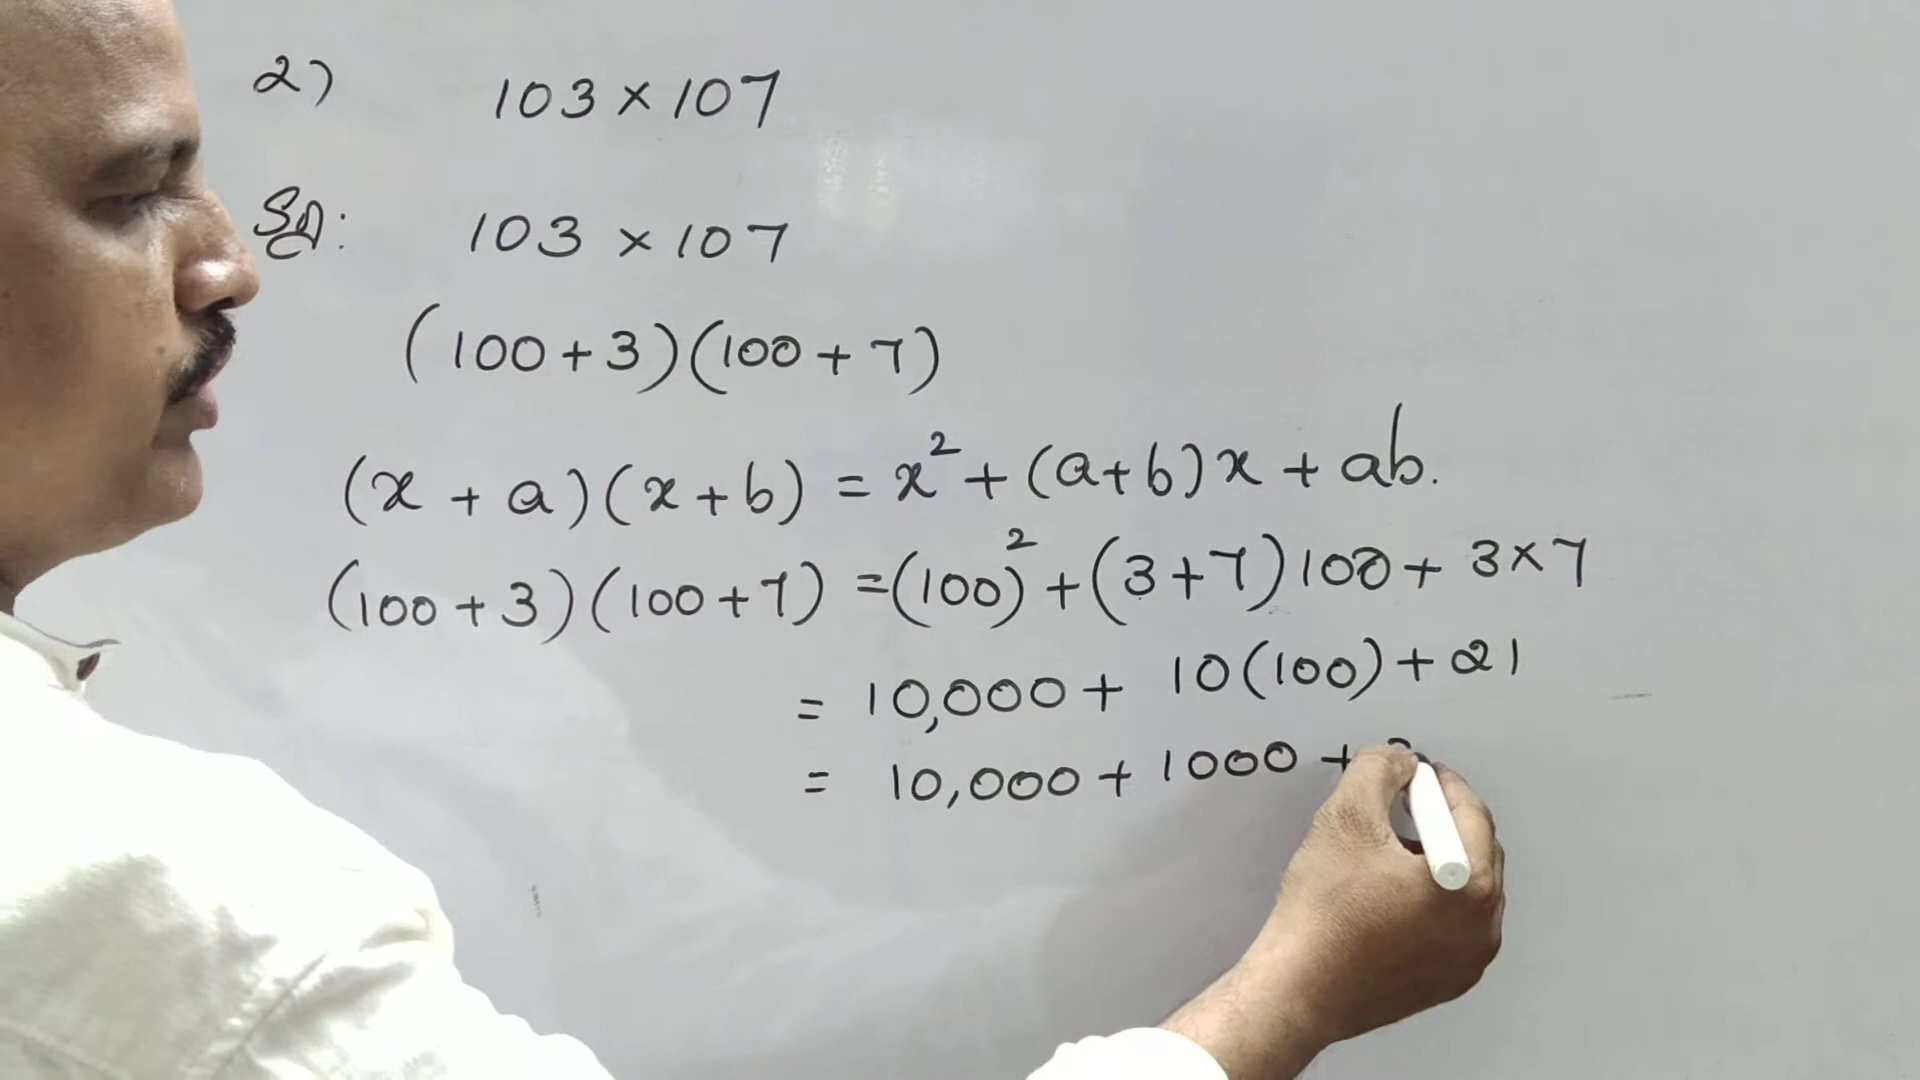 2) 103 × 107
103 × 107
(100 + 3)(100 + 7)
(x + a)(x + b) = x² + (a+b)x + ab.
(100 + 3)(100 + 7) = (100)² + (3+7)100 + 3×7
= 10,000 + 10(100) + 21
= 10,000 + 1000 +